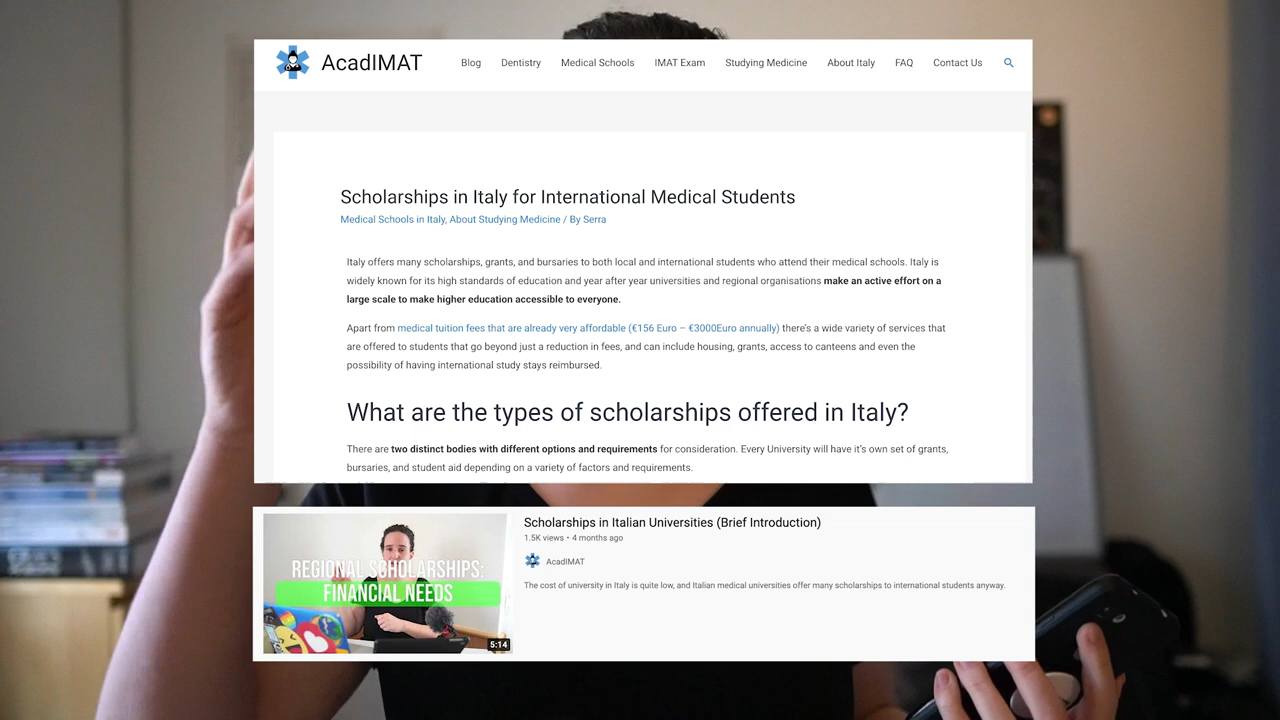 AcadIMAT
Blog Dentistry Medical Schools IMAT Exam Studying Medicine About Italy FAQ Contact Us
Scholarships in Italy for International Medical Students
Medical Schools in Italy, About Studying Medicine / By Serra
Italy offers many scholarships, grants, and bursaries to both local and international students who attend their medical schools. Italy is
widely known for its high standards of education and year after year universities and regional organisations make an active effort on a
large scale to make higher education accessible to everyone.
Apart from medical tuition fees that are already very affordable (€156 Euro – €3000Euro annually) there's a wide variety of services that
are offered to students that go beyond just a reduction in fees, and can include housing, grants, access to canteens and even the
possibility of having international study stays reimbursed.
What are the types of scholarships offered in Italy?
There are two distinct bodies with different options and requirements for consideration. Every University will have it's own set of grants,
bursaries, and student aid depending on a variety of factors and requirements.
REGIONAL SCHOLARSHIPS:
FINANCIAL NEEDS
5:14
Scholarships in Italian Universities (Brief Introduction)
1.5K views • 4 months ago
AcadIMAT
The cost of university in Italy is quite low, and Italian medical universities offer many scholarships to international students anyway.